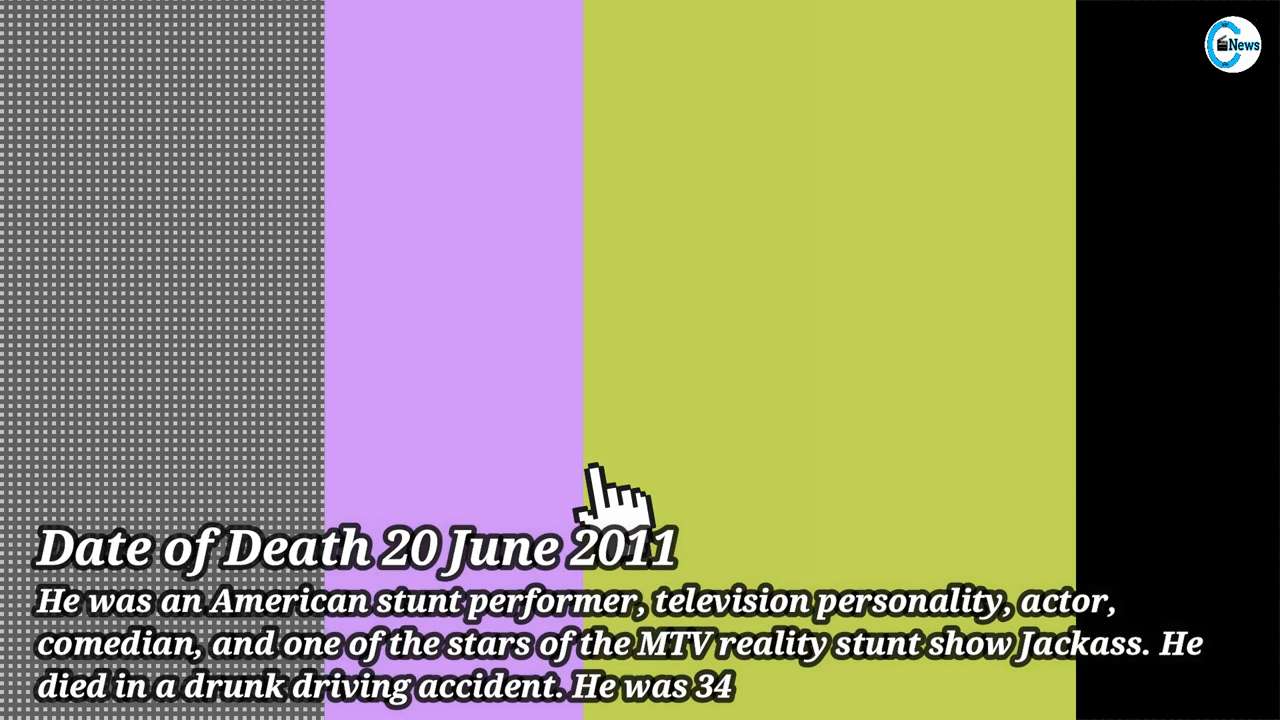 News
Date of Death 20 June 2011
He was an American stunt performer, television personality, actor,
comedian, and one of the stars of the MTV reality stunt show Jackass. He
died in a drunk driving accident. He was 34